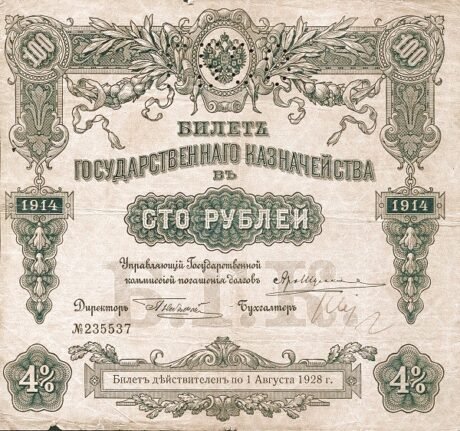 100 100
БИЛЕТЪ
ГОСУДАРСТВЕННАГО КАЗНАЧЕЙСТВА
ВЪ
1914 СТО РУБЛЕЙ 1914
Управляющій Государственной
коммиссіей погашенія долговъ
Директоръ Бухгалтеръ
№235537
4% Билетъ дѣйствителенъ по 1 Августа 1928 г. 4%